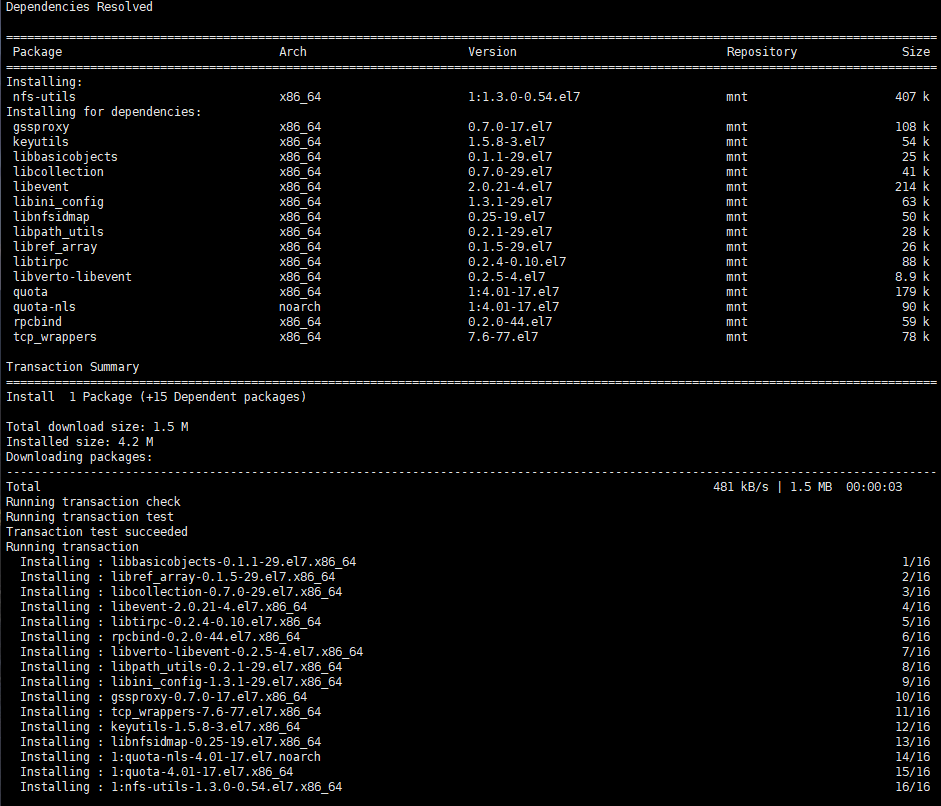 Dependencies Resolved
================================================================================
Package Arch Version Repository Size
================================================================================
Installing:
nfs-utils x86_64 1:1.3.0-0.54.el7 mnt 407 k
Installing for dependencies:
gssproxy x86_64 0.7.0-17.el7 mnt 108 k
keyutils x86_64 1.5.8-3.el7 mnt 54 k
libbasicobjects x86_64 0.1.1-29.el7 mnt 25 k
libcollection x86_64 0.7.0-29.el7 mnt 41 k
libevent x86_64 2.0.21-4.el7 mnt 214 k
libini_config x86_64 1.3.1-29.el7 mnt 63 k
libnfsidmap x86_64 0.25-19.el7 mnt 50 k
libpath_utils x86_64 0.2.1-29.el7 mnt 28 k
libref_array x86_64 0.1.5-29.el7 mnt 26 k
libtirpc x86_64 0.2.4-0.10.el7 mnt 88 k
libverto-libevent x86_64 0.2.5-4.el7 mnt 8.9 k
quota x86_64 1:4.01-17.el7 mnt 179 k
quota-nls noarch 1:4.01-17.el7 mnt 90 k
rpcbind x86_64 0.2.0-44.el7 mnt 59 k
tcp_wrappers x86_64 7.6-77.el7 mnt 78 k
Transaction Summary
================================================================================
Install 1 Package (+15 Dependent packages)
Total download size: 1.5 M
Installed size: 4.2 M
Downloading packages:
--------------------------------------------------------------------------------
Total 481 kB/s | 1.5 MB 00:00:03
Running transaction check
Running transaction test
Transaction test succeeded
Running transaction
Installing : libbasicobjects-0.1.1-29.el7.x86_64 1/16
Installing : libref_array-0.1.5-29.el7.x86_64 2/16
Installing : libcollection-0.7.0-29.el7.x86_64 3/16
Installing : libevent-2.0.21-4.el7.x86_64 4/16
Installing : libtirpc-0.2.4-0.10.el7.x86_64 5/16
Installing : rpcbind-0.2.0-44.el7.x86_64 6/16
Installing : libverto-libevent-0.2.5-4.el7.x86_64 7/16
Installing : libpath_utils-0.2.1-29.el7.x86_64 8/16
Installing : libini_config-1.3.1-29.el7.x86_64 9/16
Installing : gssproxy-0.7.0-17.el7.x86_64 10/16
Installing : tcp_wrappers-7.6-77.el7.x86_64 11/16
Installing : keyutils-1.5.8-3.el7.x86_64 12/16
Installing : libnfsidmap-0.25-19.el7.x86_64 13/16
Installing : 1:quota-nls-4.01-17.el7.noarch 14/16
Installing : 1:quota-4.01-17.el7.x86_64 15/16
Installing : 1:nfs-utils-1.3.0-0.54.el7.x86_64 16/16